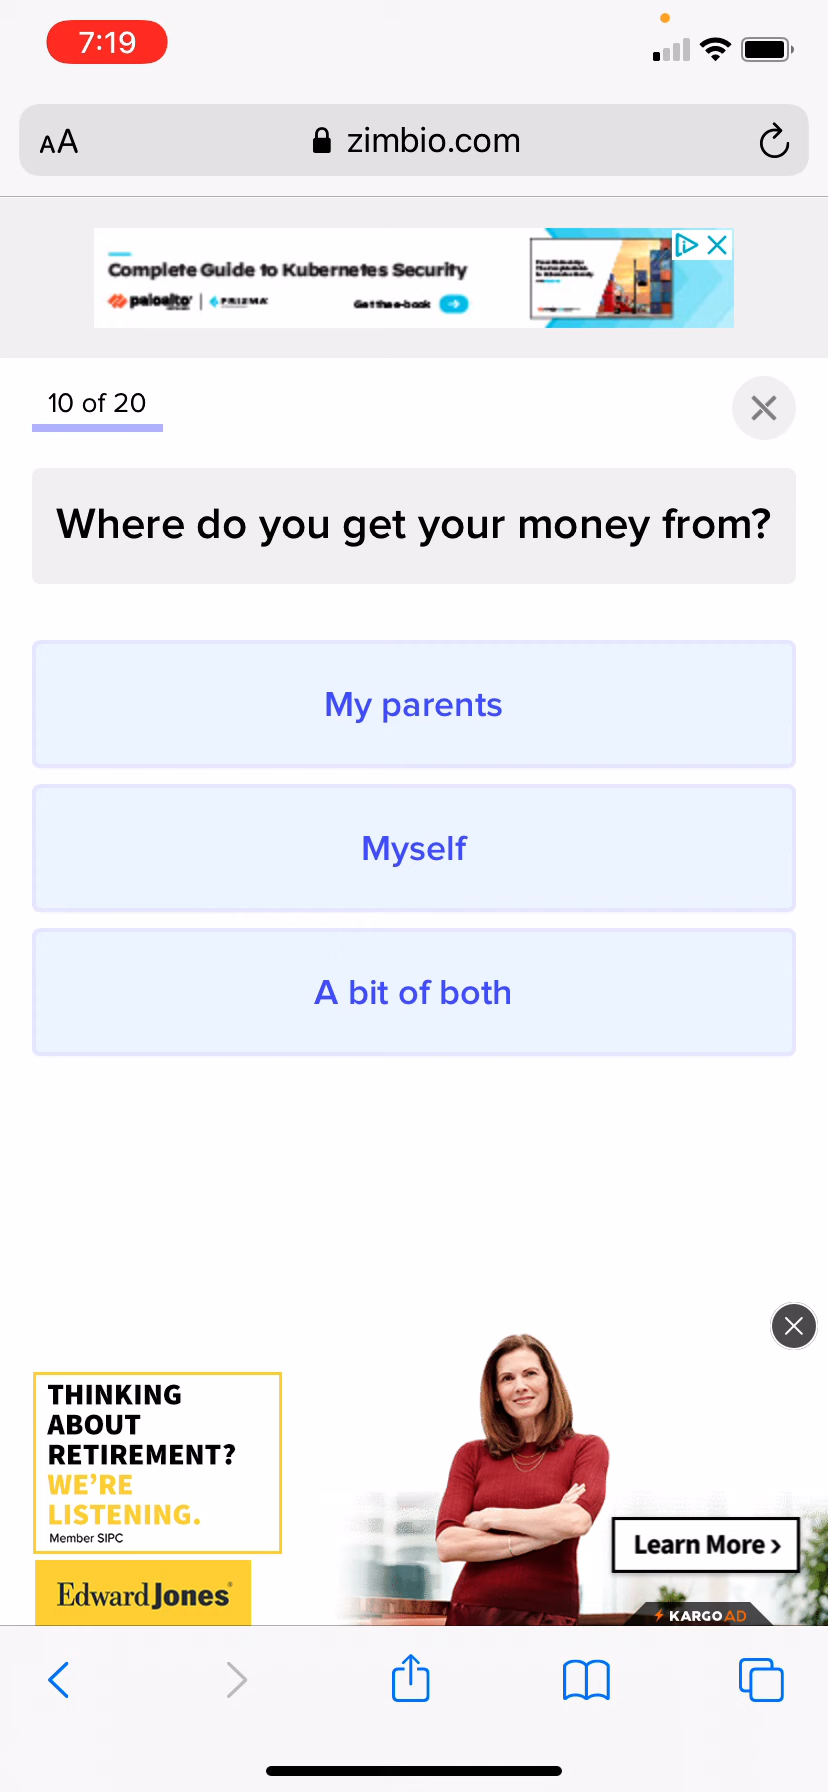 7:19
AA zimbio.com
Complete Guide to Kubernetes Security
paloalto | PRIZMA
Get the e-book
10 of 20
Where do you get your money from?
My parents
Myself
A bit of both
THINKING
ABOUT
RETIREMENT?
WE'RE
LISTENING.
Member SIPC
Edward Jones
Learn More ›
KARGO AD